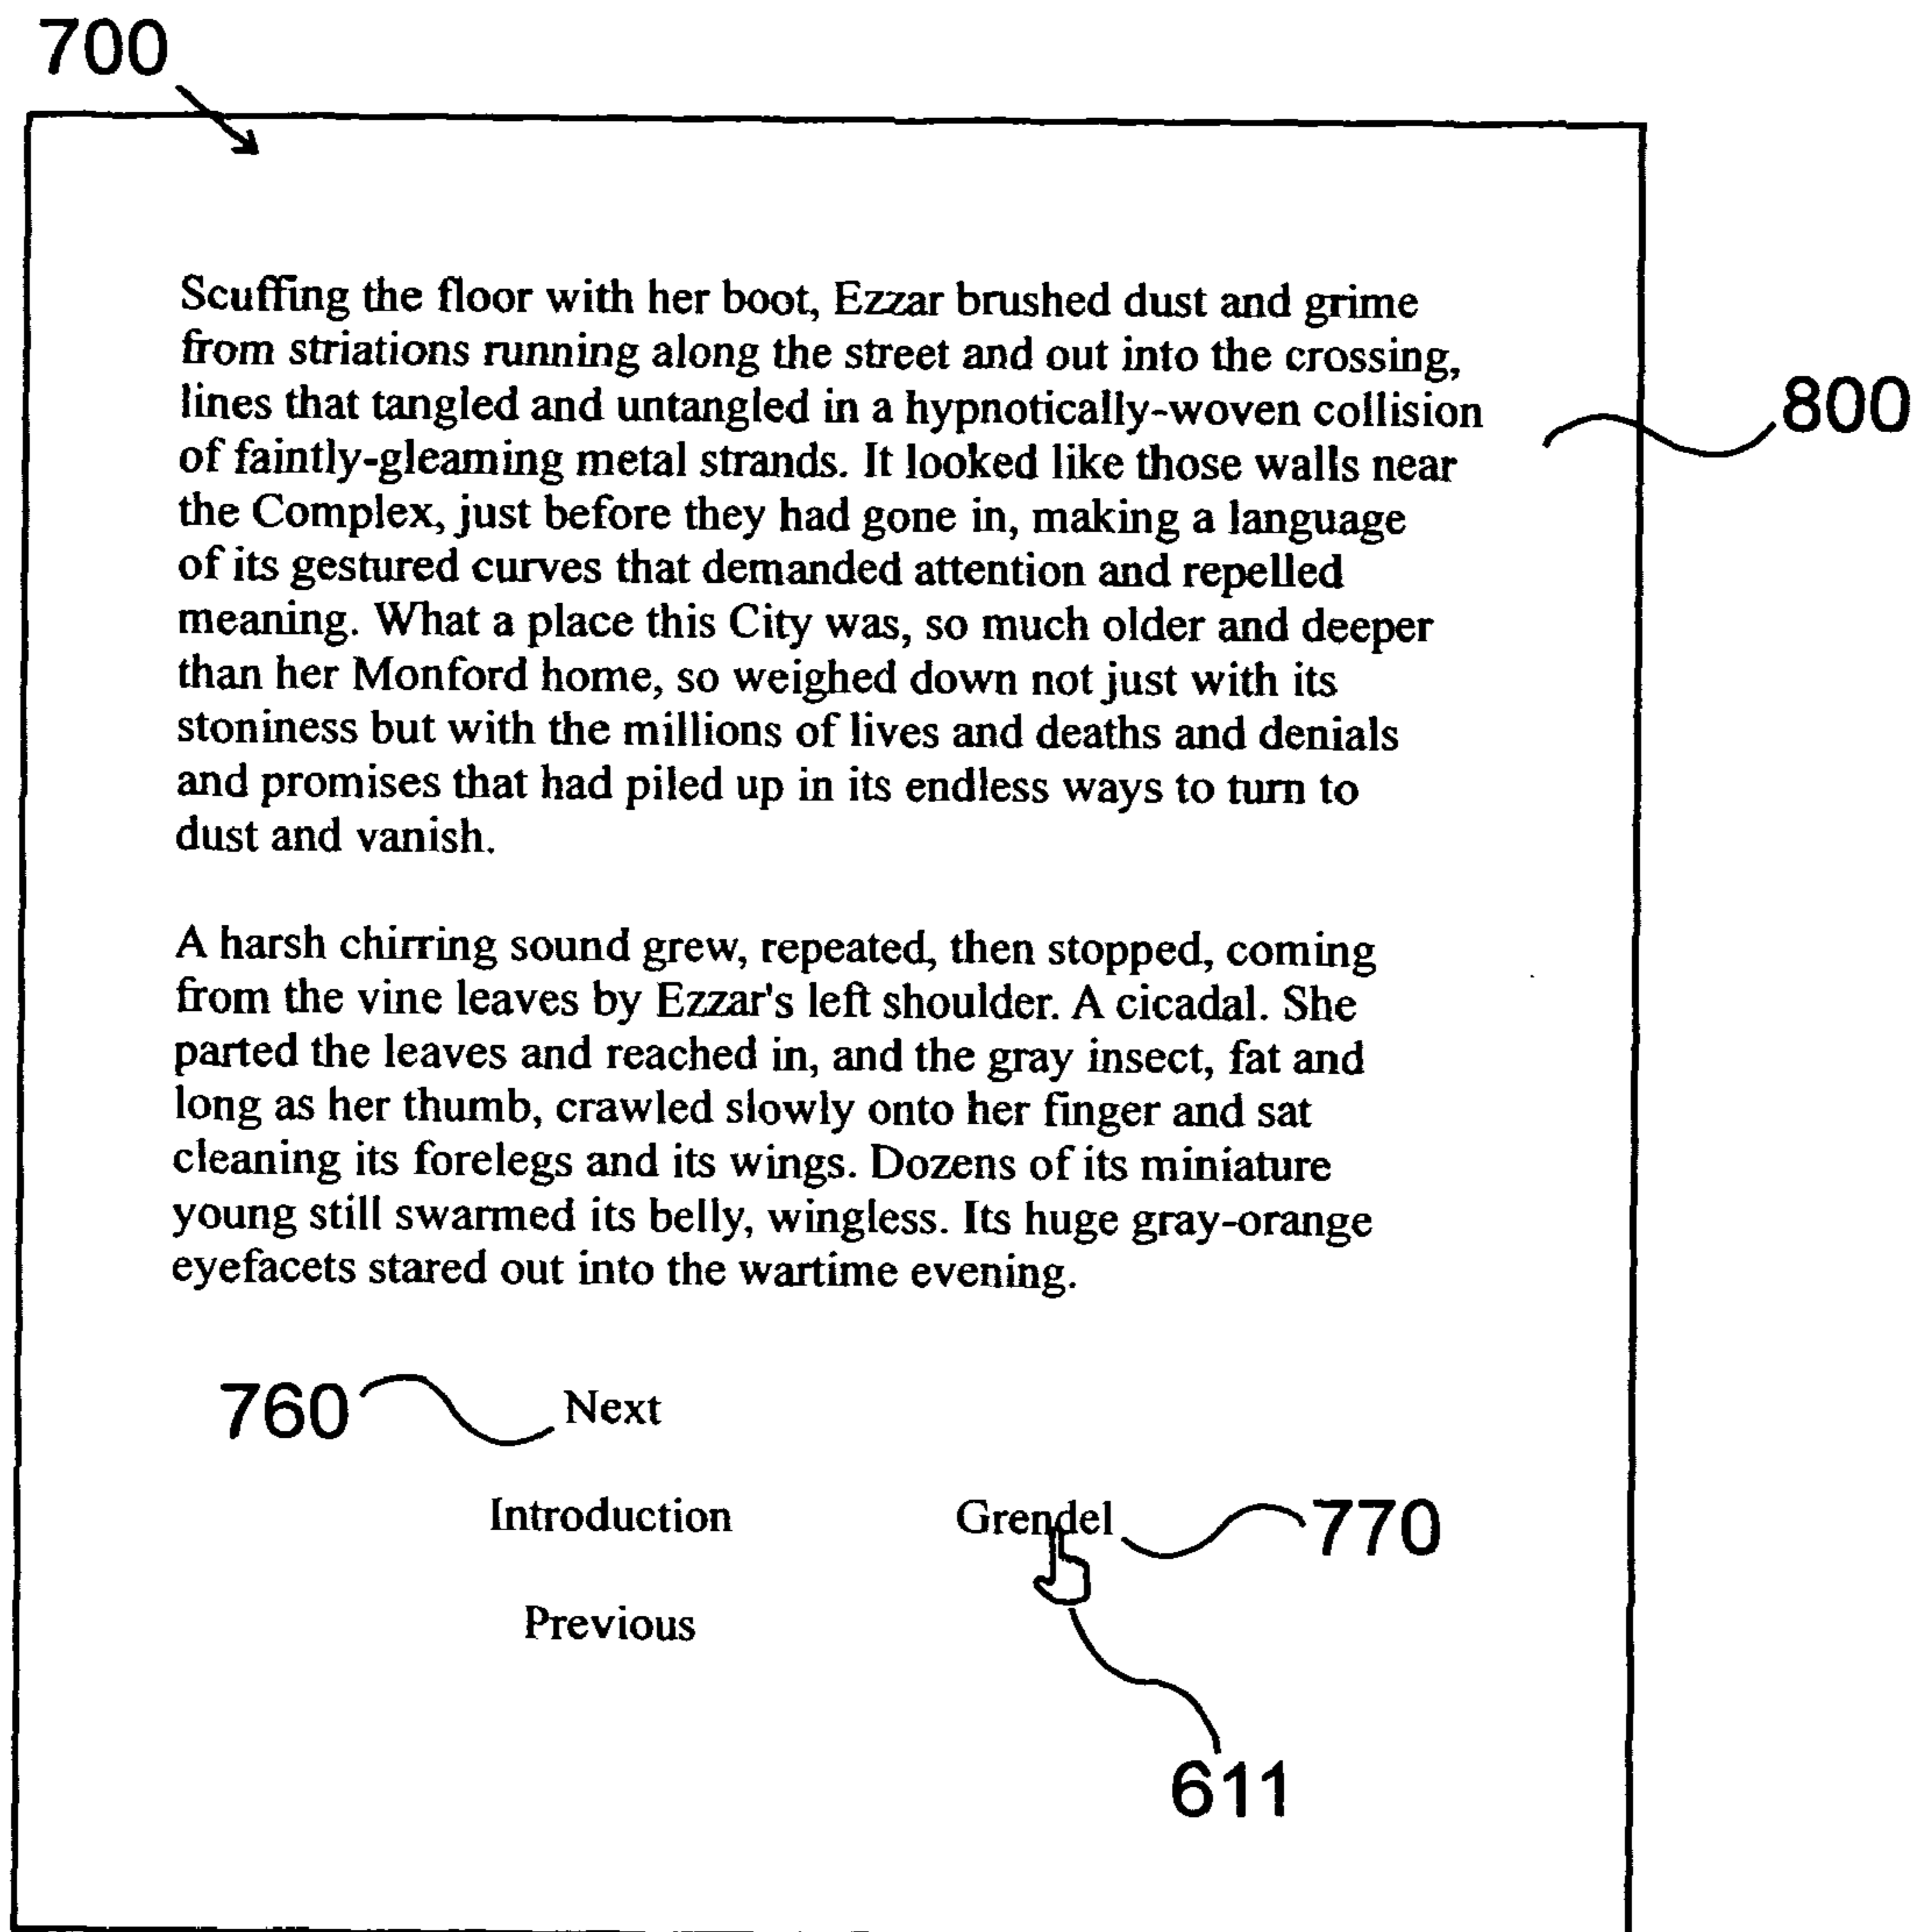 700
Scuffing the floor with her boot, Ezzar brushed dust and grime
from striations running along the street and out into the crossing,
lines that tangled and untangled in a hypnotically-woven collision
800
of faintly-gleaming metal strands. It looked like those walls near
the Complex, just before they had gone in, making a language
of its gestured curves that demanded attention and repelled
meaning. What a place this City was, so much older and deeper
than her Monford home, so weighed down not just with its
stoniness but with the millions of lives and deaths and denials
and promises that had piled up in its endless ways to turn to
dust and vanish.
A harsh chirring sound grew, repeated, then stopped, coming
from the vine leaves by Ezzar's left shoulder. A cicadal. She
parted the leaves and reached in, and the gray insect, fat and
long as her thumb, crawled slowly onto her finger and sat
cleaning its forelegs and its wings. Dozens of its miniature
young still swarmed its belly, wingless. Its huge gray-orange
eyefacets stared out into the wartime evening.
760 Next
Introduction Grendel 770
Previous
611